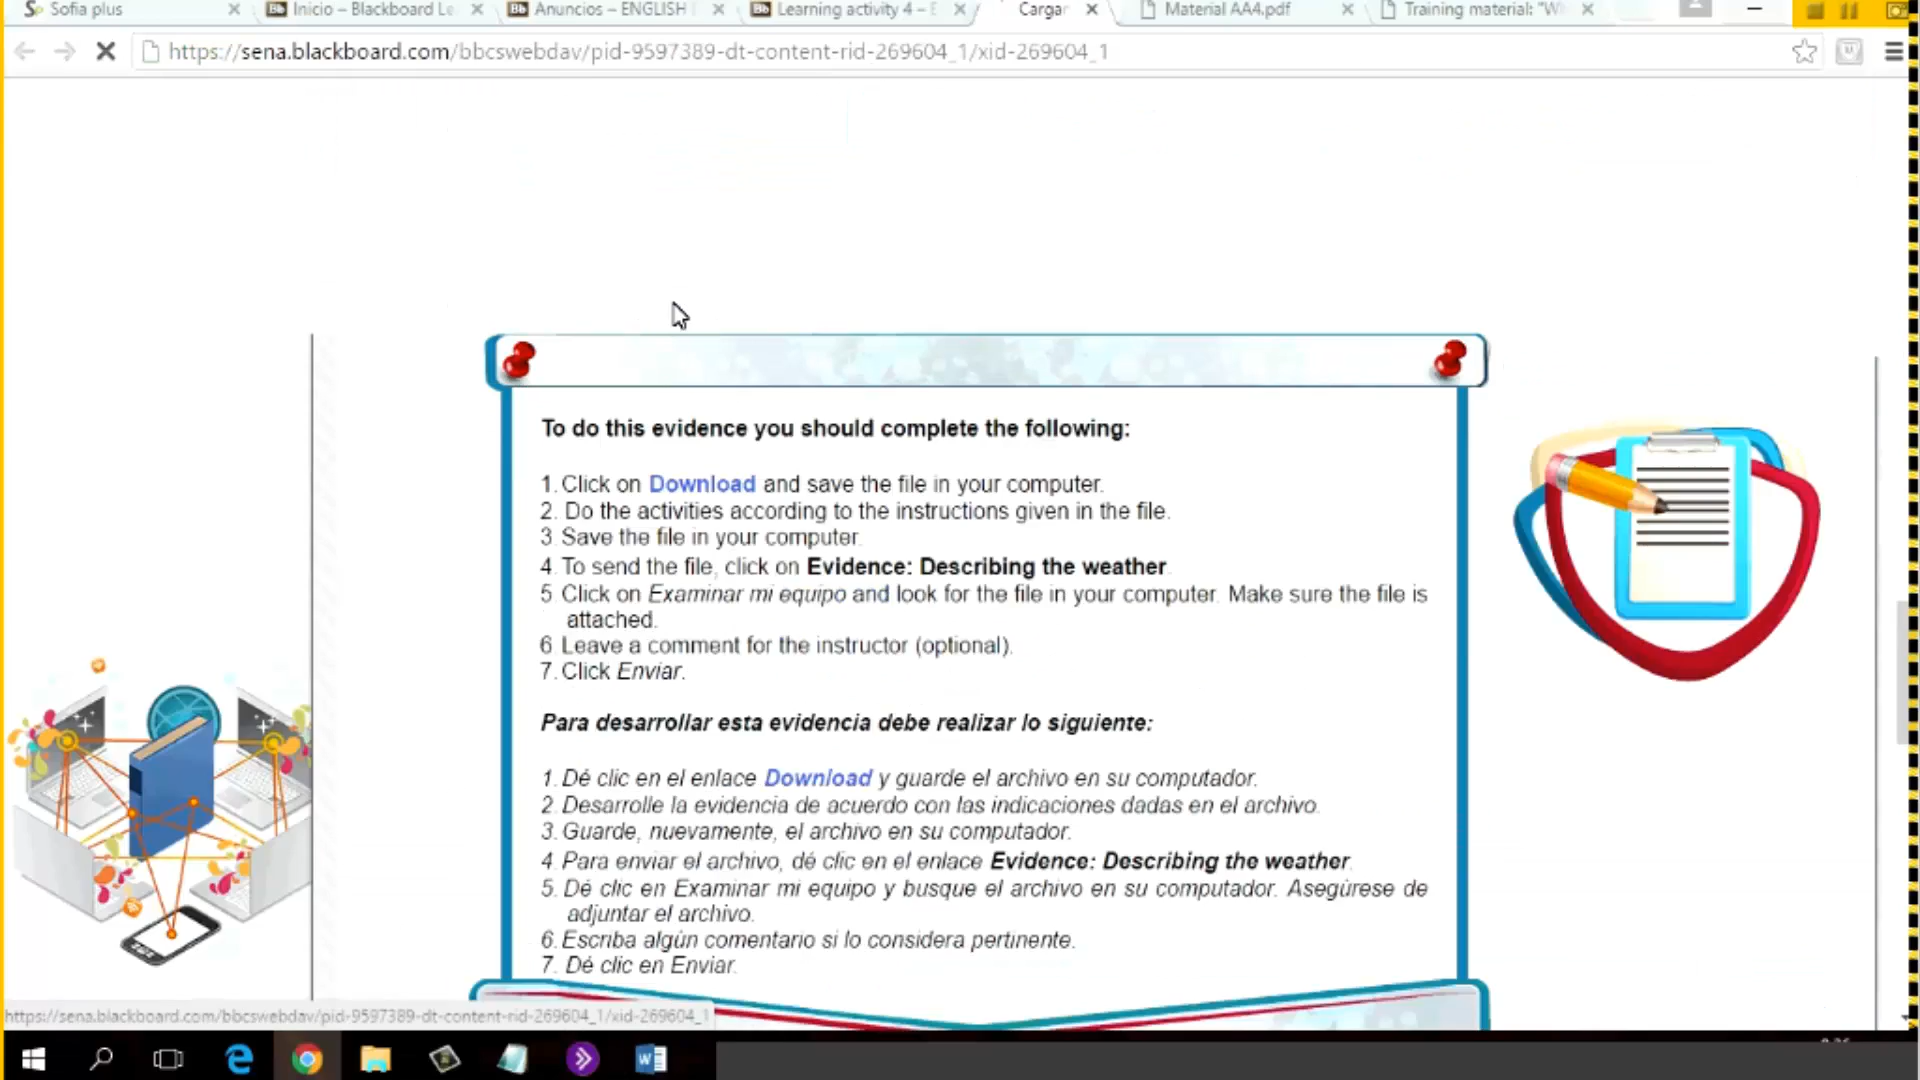 Sofia plus
Inicio – Blackboard Le
Anuncios – ENGLISH
Learning activity 4 – E
Cargar
Material AA4.pdf
Training material: "W
https://sena.blackboard.com/bbcswebdav/pid-9597389-dt-content-rid-269604_1/xid-269604_1
To do this evidence you should complete the following:
1. Click on Download and save the file in your computer.
2. Do the activities according to the instructions given in the file.
3. Save the file in your computer.
4. To send the file, click on Evidence: Describing the weather.
5. Click on Examinar mi equipo and look for the file in your computer. Make sure the file is
attached.
6. Leave a comment for the instructor (optional).
7. Click Enviar.
Para desarrollar esta evidencia debe realizar lo siguiente:
1. Dé clic en el enlace Download y guarde el archivo en su computador.
2. Desarrolle la evidencia de acuerdo con las indicaciones dadas en el archivo.
3. Guarde, nuevamente, el archivo en su computador.
4. Para enviar el archivo, dé clic en el enlace Evidence: Describing the weather.
5. Dé clic en Examinar mi equipo y busque el archivo en su computador. Asegúrese de
adjuntar el archivo.
6. Escriba algún comentario si lo considera pertinente.
7. Dé clic en Enviar.
https://sena.blackboard.com/bbcswebdav/pid-9597389-dt-content-rid-269604_1/xid-269604_1